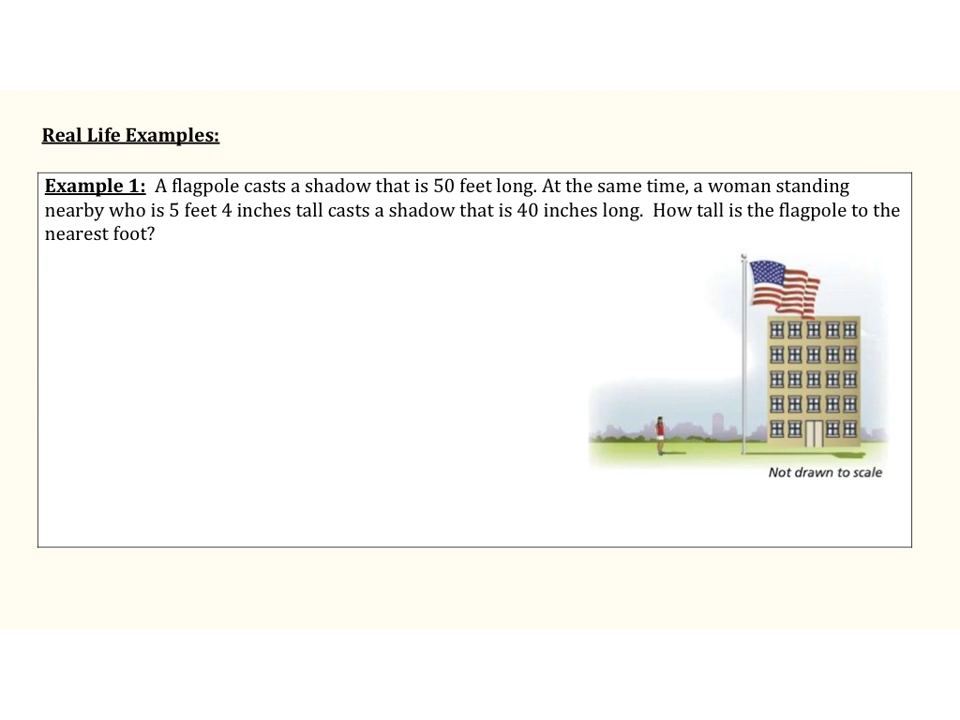 Real Life Examples:
Example 1: A flagpole casts a shadow that is 50 feet long. At the same time, a woman standing
nearby who is 5 feet 4 inches tall casts a shadow that is 40 inches long. How tall is the flagpole to the
nearest foot?
Not drawn to scale